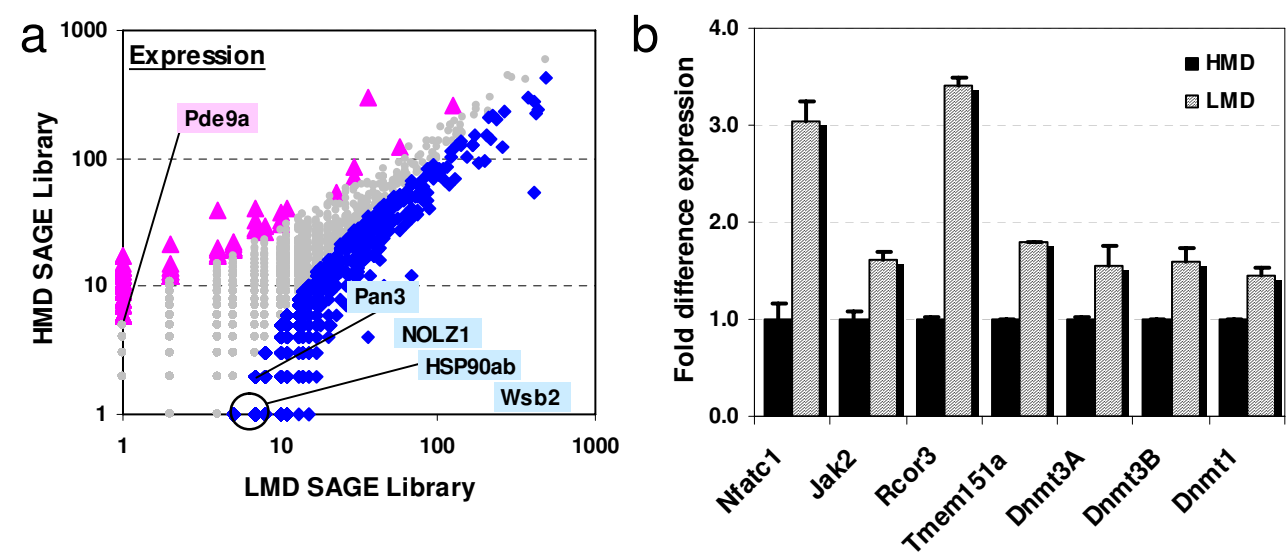 a
Expression
Pde9a
Pan3
NOLZ1
HSP90ab
Wsb2
HMD SAGE Library
1000
100
10
1
1
10
100
1000
LMD SAGE Library
b
HMD
LMD
Fold difference expression
4.0
3.0
2.0
1.0
0.0
Nfatc1
Jak2
Rcor3
Tmem151a
Dnmt3A
Dnmt3B
Dnmt1